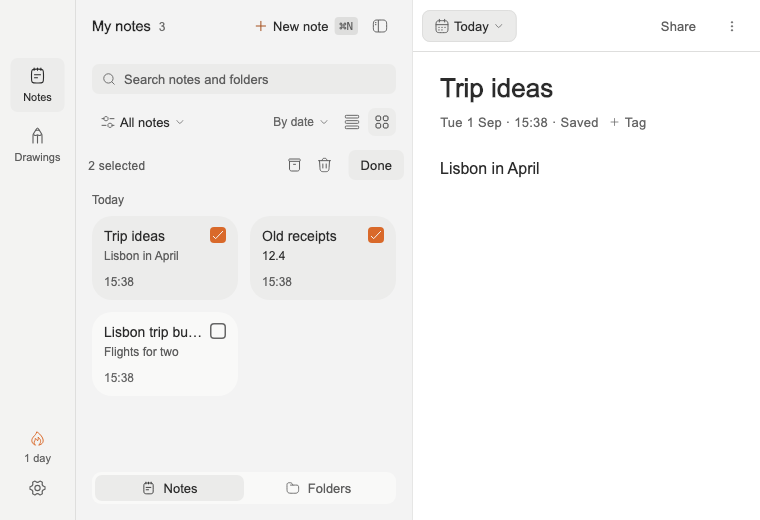 Notes
Drawings
1 day
My notes 3
New note ⌘N
Search notes and folders
All notes
By date
2 selected
Done
Today
Trip ideas
Lisbon in April
15:38
Old receipts
12.4
15:38
Lisbon trip bu…
Flights for two
15:38
Notes
Folders
Today
Share
Trip ideas
Tue 1 Sep · 15:38 · Saved + Tag
Lisbon in April